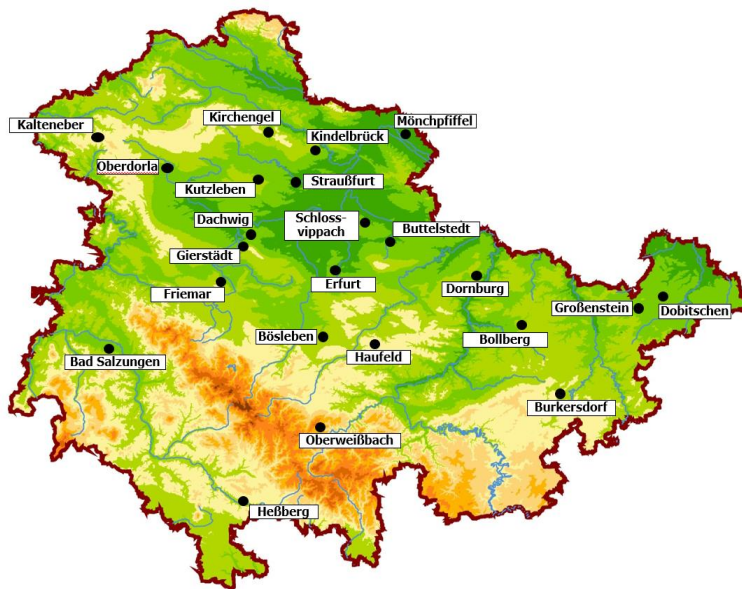 Kirchengel
Mönchpfiffel
Kalteneber
Kindelbrück
Oberdorla
Kutzleben
Straußfurt
Dachwig
Schloss-
vippach
Buttelstedt
Gierstädt
Friemar
Erfurt
Dornburg
Großenstein
Dobitschen
Bösleben
Bollberg
Haufeld
Bad Salzungen
Burkersdorf
Oberweißbach
Heßberg